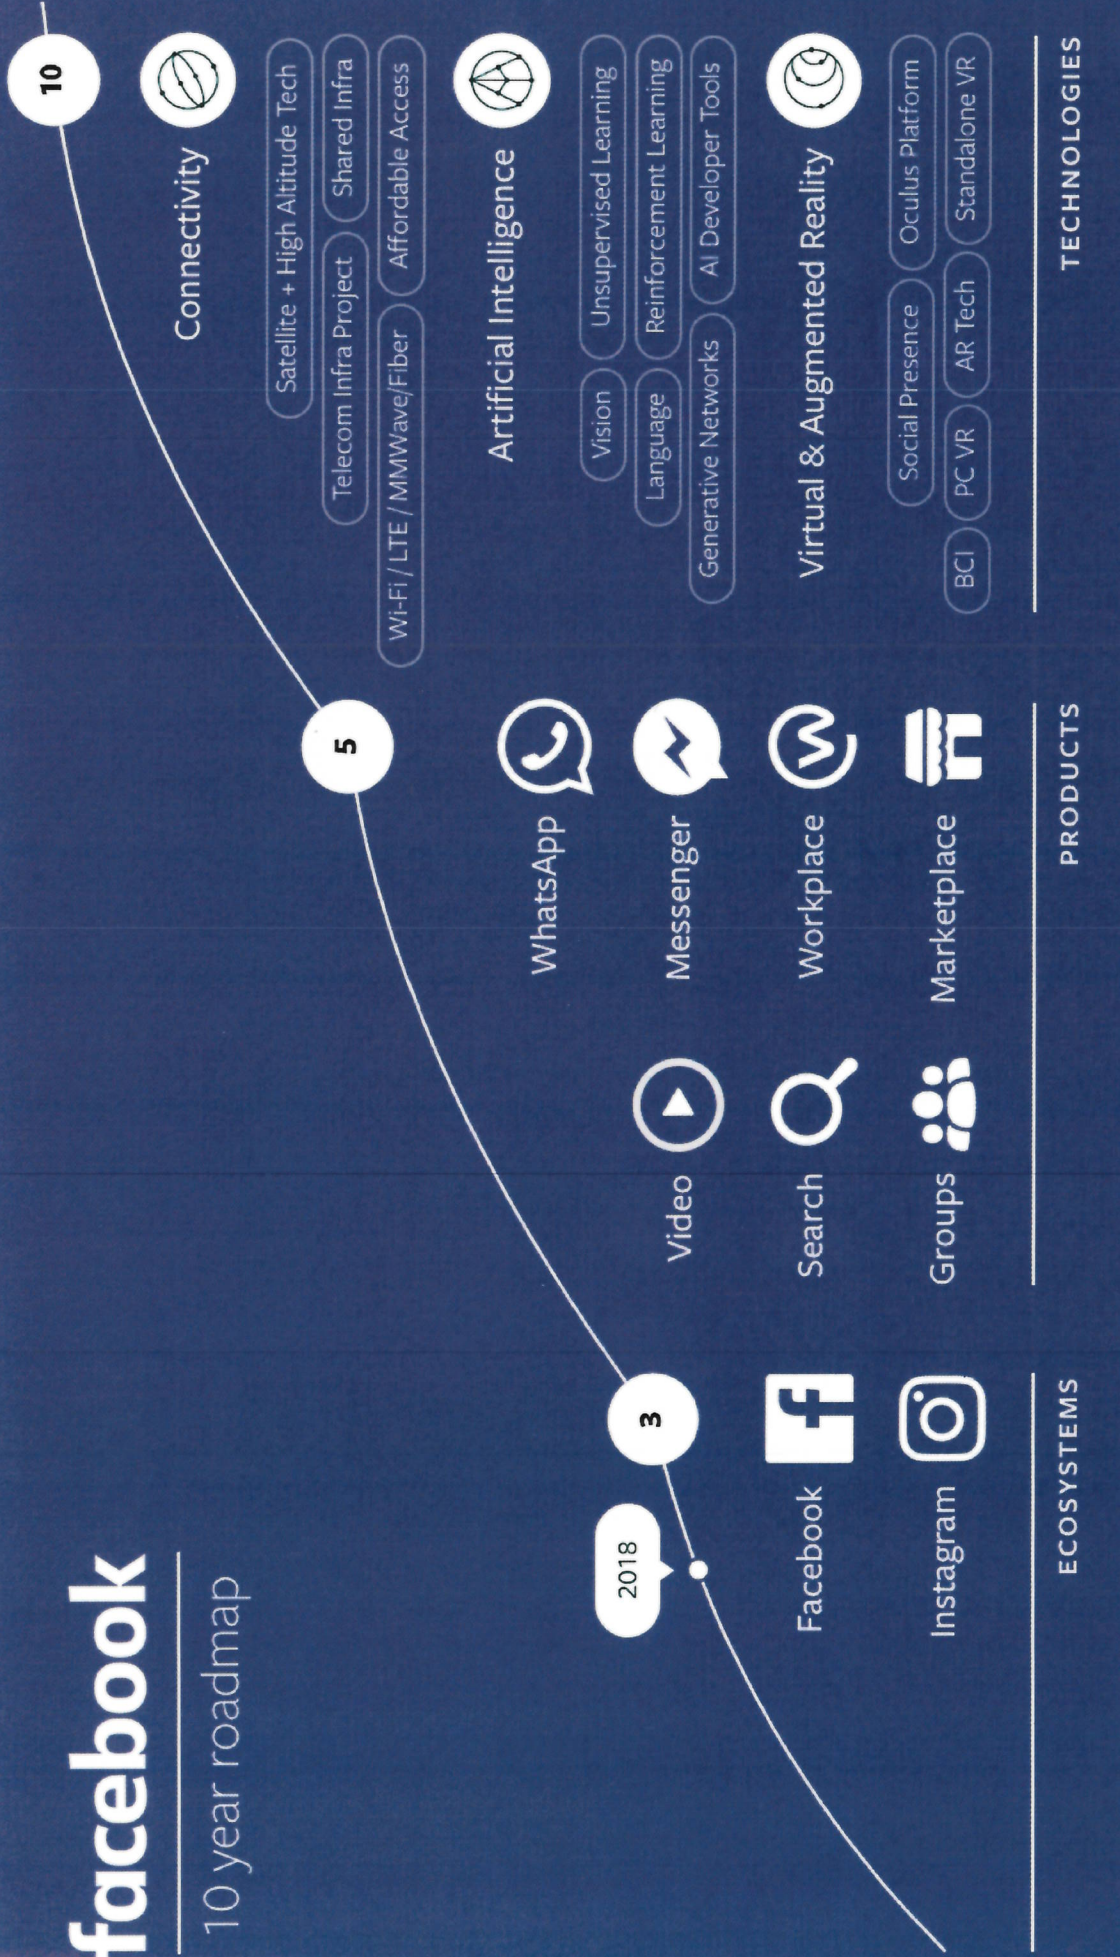 facebook
10 year roadmap
2018
3
5
10
Facebook
Instagram
ECOSYSTEMS
WhatsApp
Video
Messenger
Search
Workplace
Groups
Marketplace
PRODUCTS
Connectivity
Satellite + High Altitude Tech
Telecom Infra Project
Shared Infra
Wi-Fi / LTE / MMWave/Fiber
Affordable Access
Artificial Intelligence
Vision
Unsupervised Learning
Language
Reinforcement Learning
Generative Networks
AI Developer Tools
Virtual & Augmented Reality
Social Presence
Oculus Platform
BCI
PC VR
AR Tech
Standalone VR
TECHNOLOGIES